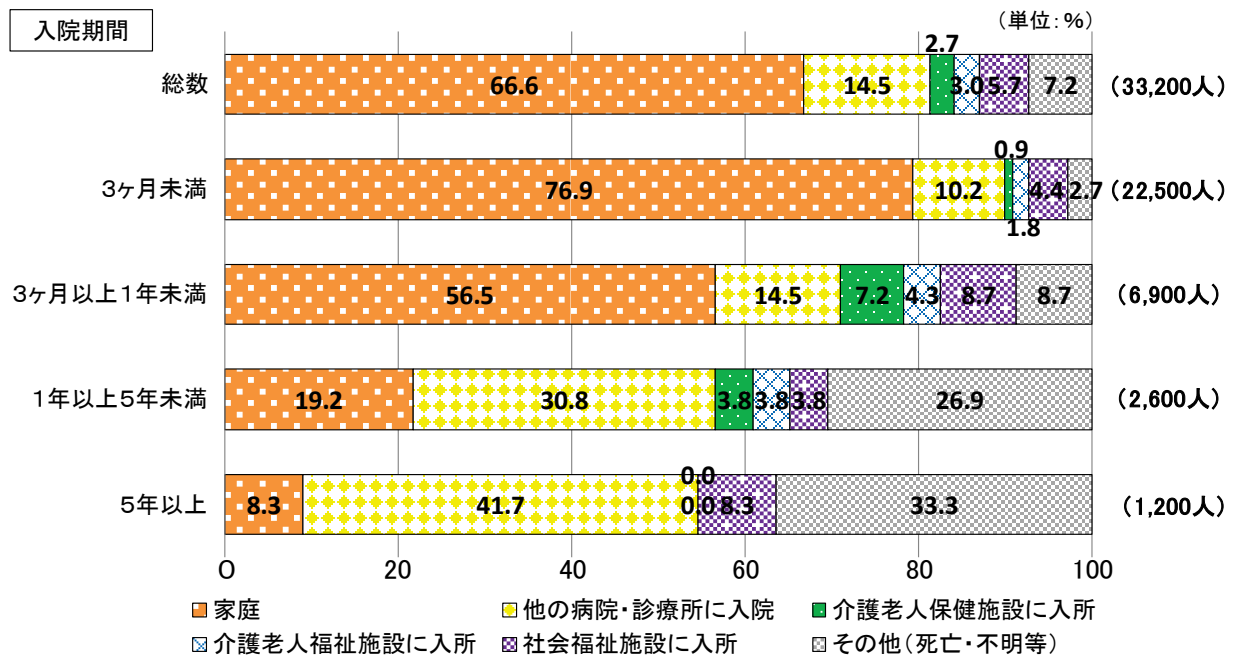 入院期間
（単位：％）
総数
66.6 14.5 2.7 3.0 5.7 7.2
（33,200人）
3ヶ月未満
76.9 10.2 0.9 1.8 4.4 2.7
（22,500人）
3ヶ月以上1年未満
56.5 14.5 7.2 4.3 8.7 8.7
（6,900人）
1年以上5年未満
19.2 30.8 3.8 3.8 3.8 26.9
（2,600人）
5年以上
8.3 41.7 0.0 0.0 8.3 33.3
（1,200人）
0 20 40 60 80 100
家庭 他の病院・診療所に入院 介護老人保健施設に入所
介護老人福祉施設に入所 社会福祉施設に入所 その他（死亡・不明等）